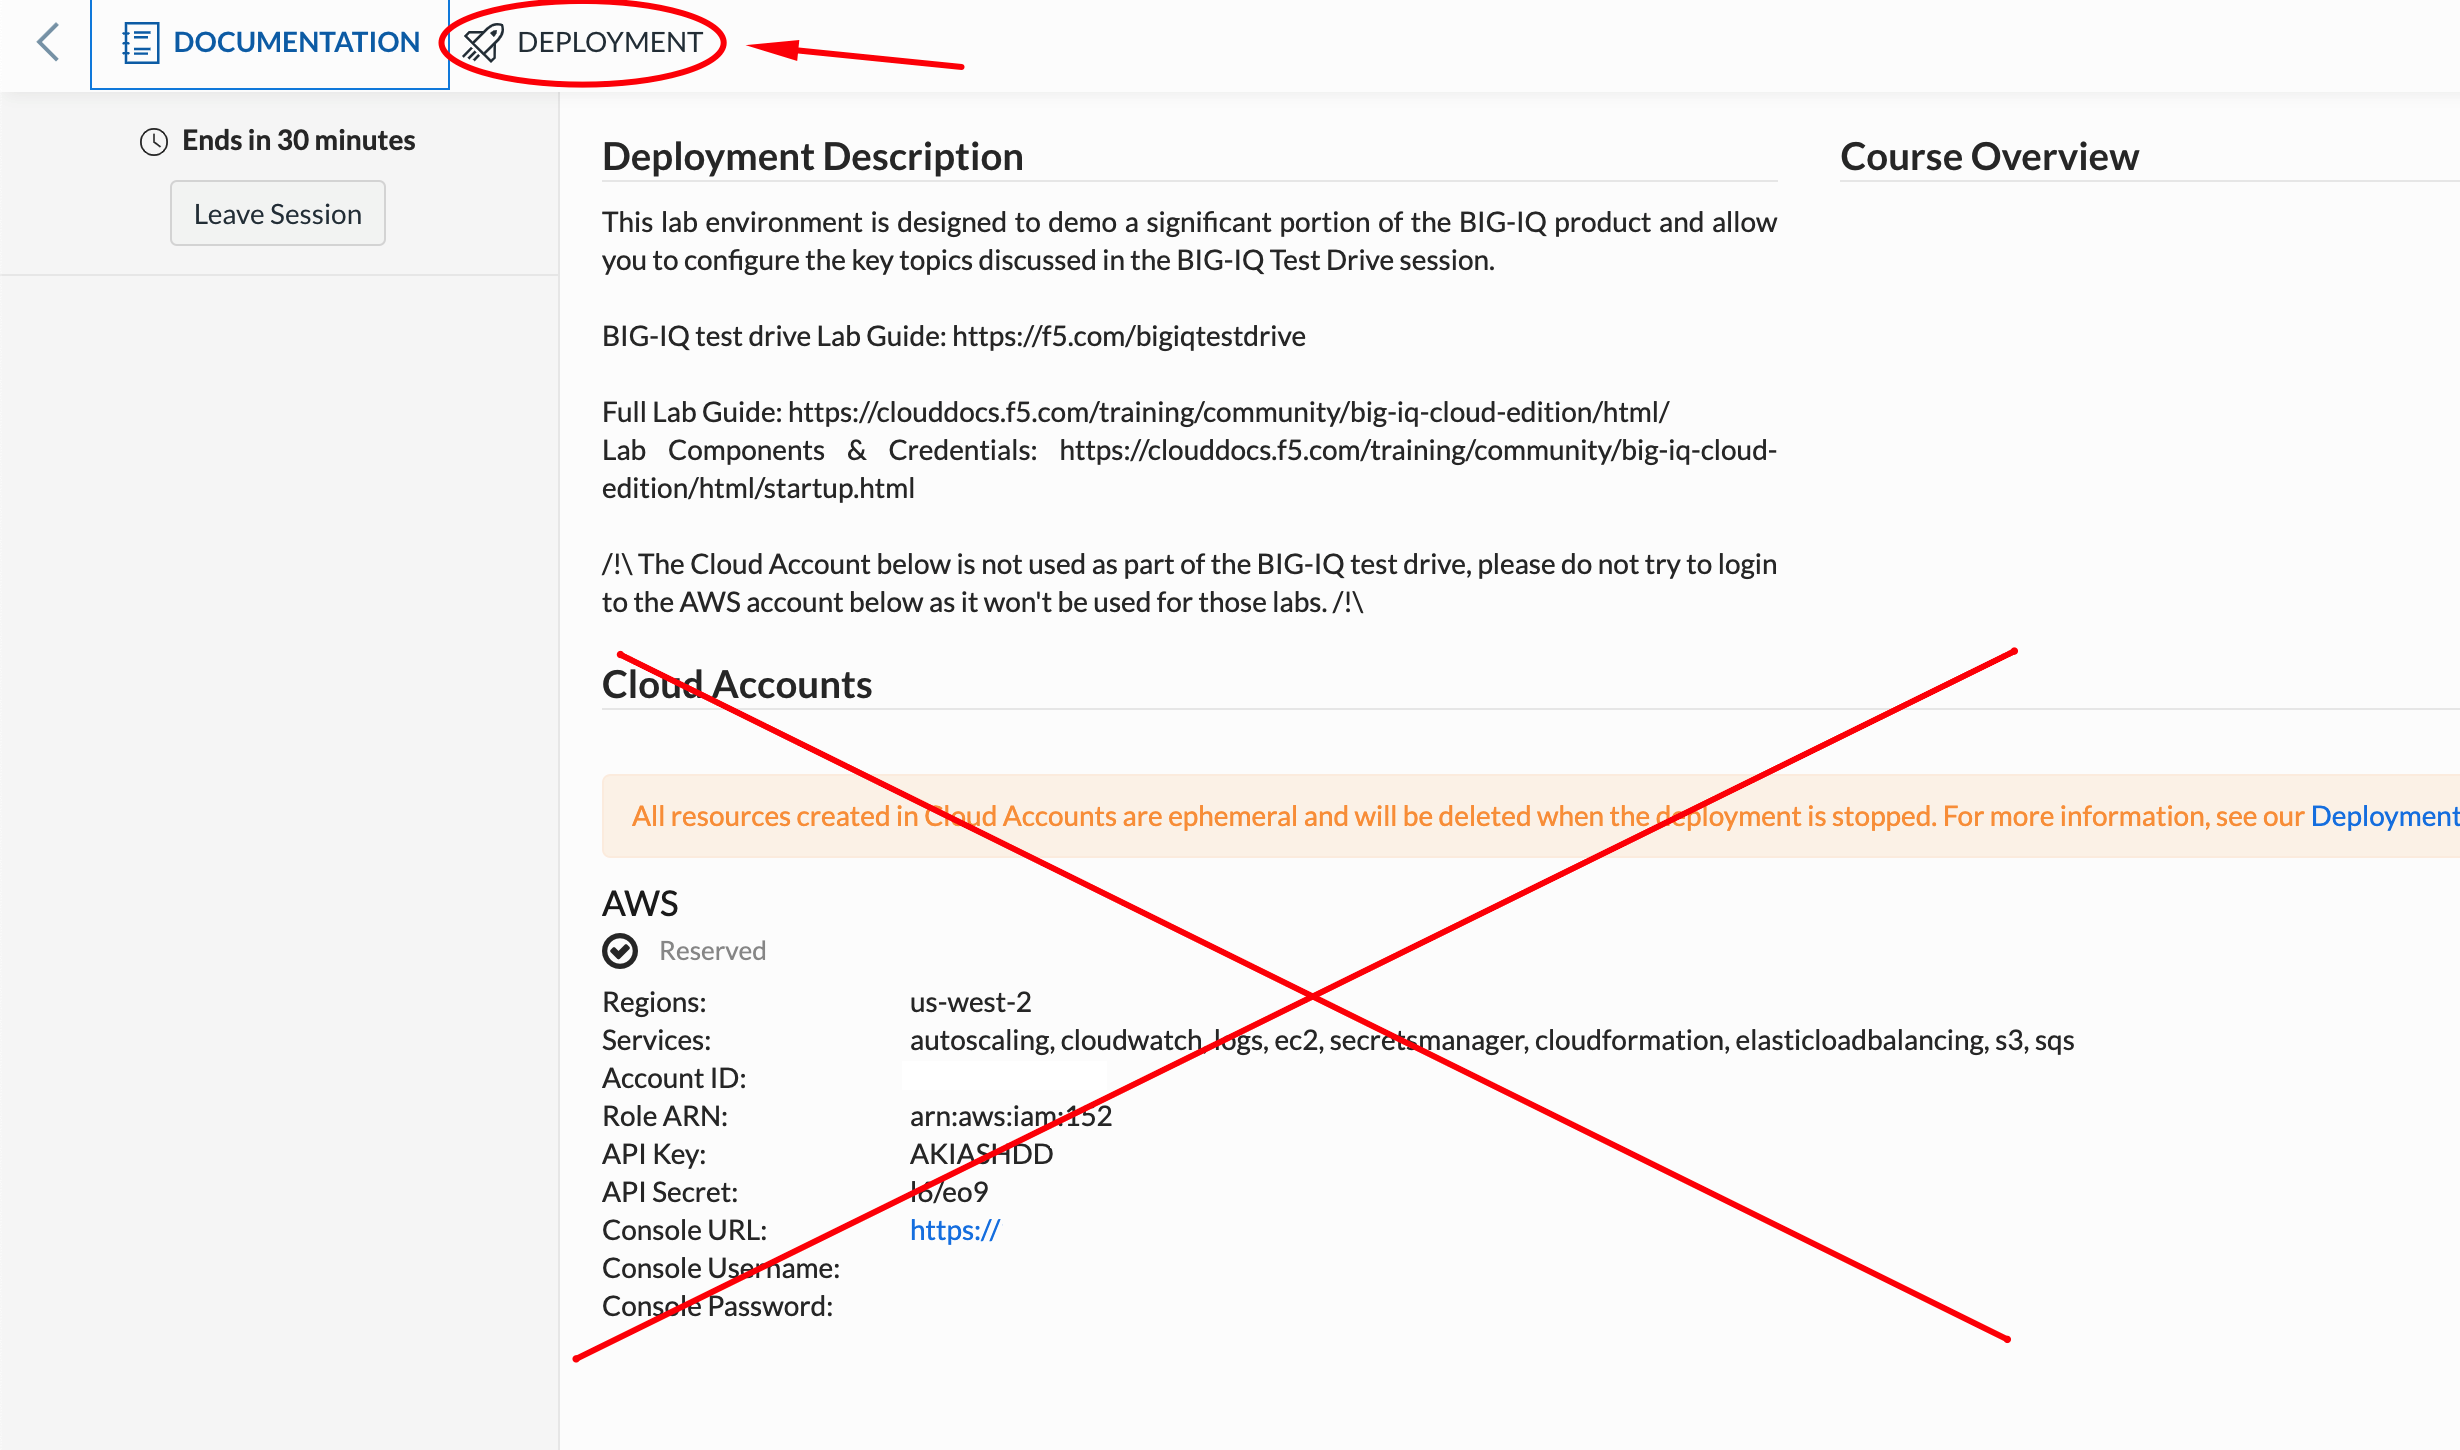 DOCUMENTATION
DEPLOYMENT
Ends in 30 minutes
Leave Session
Deployment Description
This lab environment is designed to demo a significant portion of the BIG-IQ product and allow
you to configure the key topics discussed in the BIG-IQ Test Drive session.
BIG-IQ test drive Lab Guide: https://f5.com/bigiqtestdrive
Full Lab Guide: https://clouddocs.f5.com/training/community/big-iq-cloud-edition/html/
Lab Components & Credentials: https://clouddocs.f5.com/training/community/big-iq-cloud-
edition/html/startup.html
/!\ The Cloud Account below is not used as part of the BIG-IQ test drive, please do not try to login
to the AWS account below as it won't be used for those labs. /!\
Course Overview
Cloud Accounts
All resources created in Cloud Accounts are ephemeral and will be deleted when the deployment is stopped. For more information, see our Deployment
AWS
Reserved
Regions: us-west-2
Services: autoscaling, cloudwatch, logs, ec2, secretsmanager, cloudformation, elasticloadbalancing, s3, sqs
Account ID:
Role ARN: arn:aws:iam:152
API Key: AKIASHDD
API Secret: l6/eo9
Console URL: https://
Console Username:
Console Password: